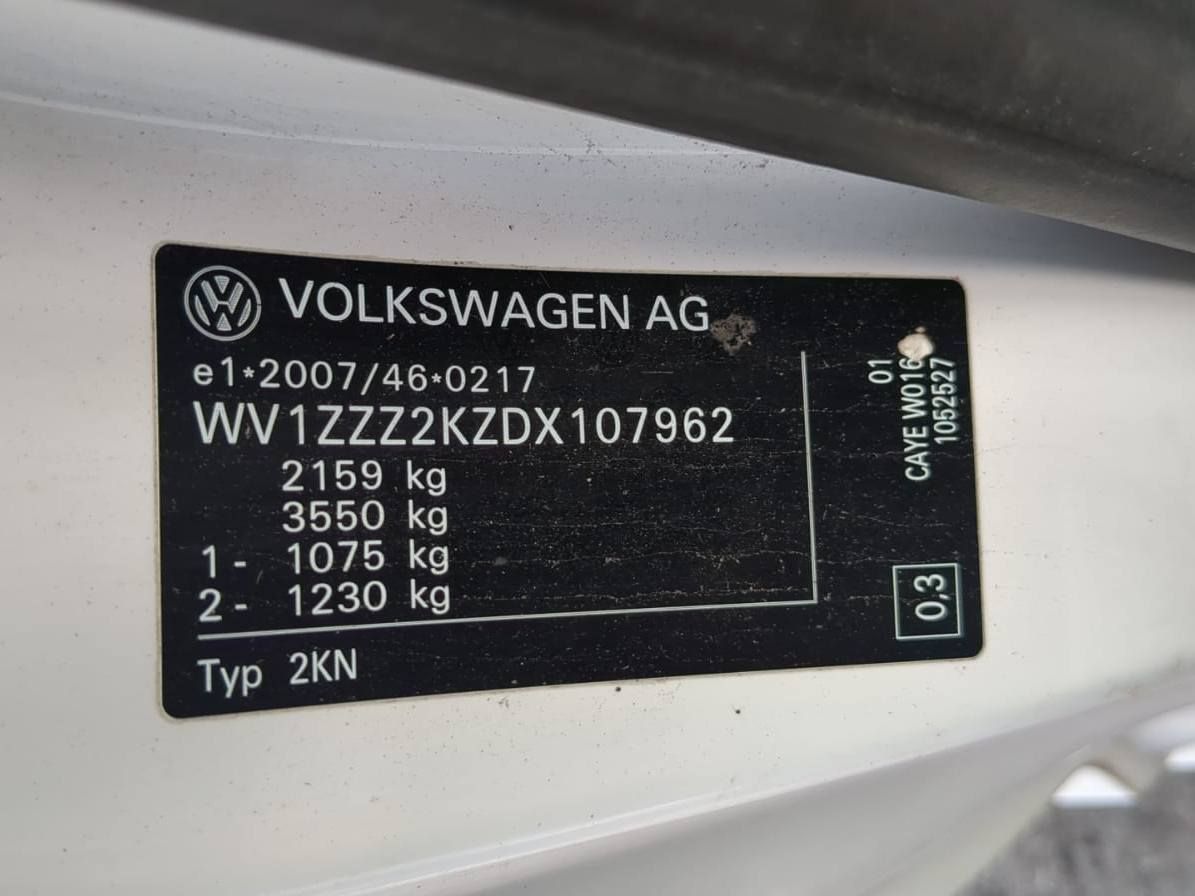 VOLKSWAGEN AG
e1*2007/46*0217
WV1ZZZ2KZDX107962
2159 kg
3550 kg
1- 1075 kg
2- 1230 kg
Typ 2KN
01
CAYE W016
1052527
0,3